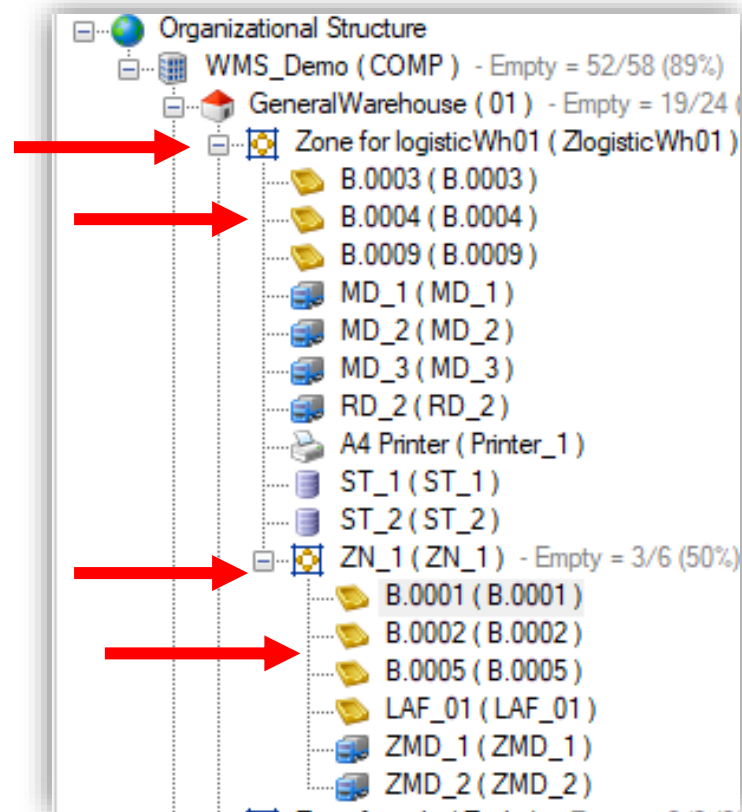 Organizational Structure
WMS_Demo ( COMP ) - Empty = 52/58 (89%)
GeneralWarehouse ( 01 ) - Empty = 19/24 (
Zone for logisticWh01 ( ZlogisticWh01 )
B.0003 ( B.0003 )
B.0004 ( B.0004 )
B.0009 ( B.0009 )
MD_1 ( MD_1 )
MD_2 ( MD_2 )
MD_3 ( MD_3 )
RD_2 ( RD_2 )
A4 Printer ( Printer_1 )
ST_1 ( ST_1 )
ST_2 ( ST_2 )
ZN_1 ( ZN_1 ) - Empty = 3/6 (50%)
B.0001 ( B.0001 )
B.0002 ( B.0002 )
B.0005 ( B.0005 )
LAF_01 ( LAF_01 )
ZMD_1 ( ZMD_1 )
ZMD_2 ( ZMD_2 )